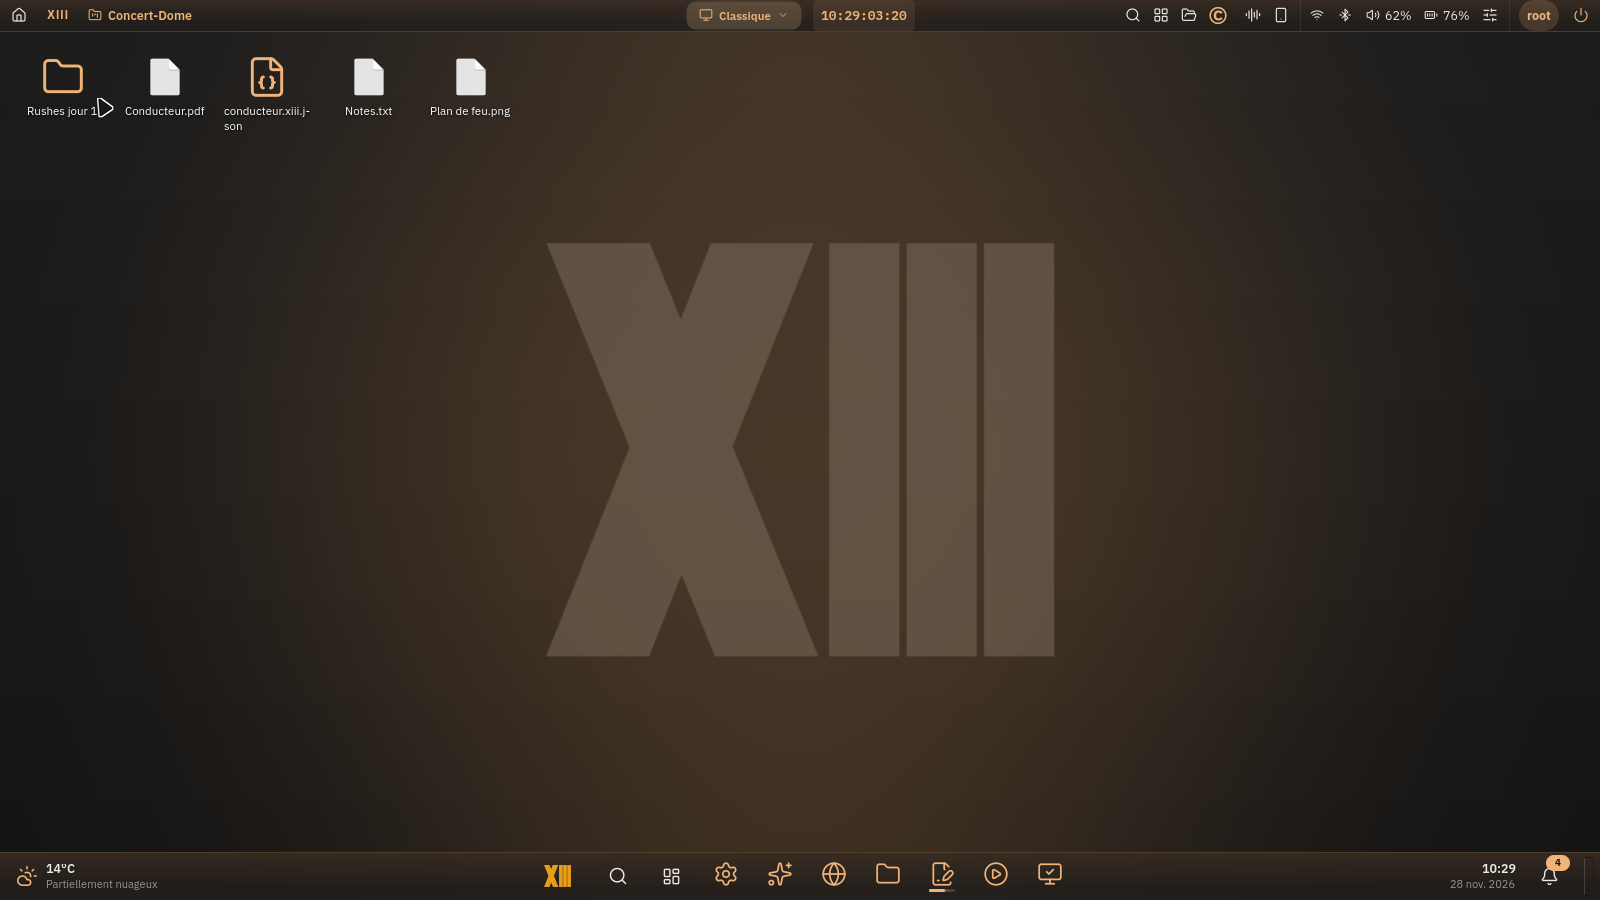 XIII
Concert-Dome
Classique
10:29:03:20
62%
76%
root
Rushes jour 1
Conducteur.pdf
conducteur.xiii.j-
son
Notes.txt
Plan de feu.png
XIII
14°C
Partiellement nuageux
XIII
10:29
28 nov. 2026
4